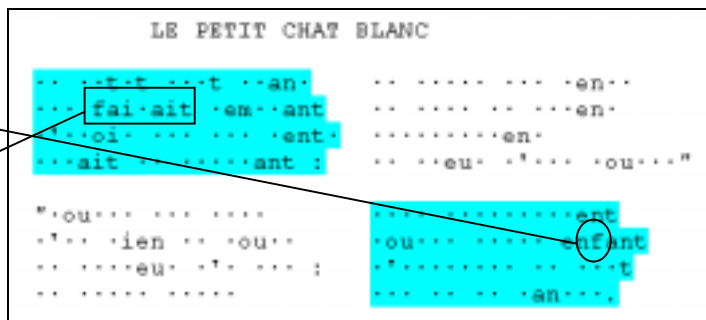 LE PETIT CHAT BLANC
·· ··t·t ···t ··an·
··· fai·ait ·em··ant
·'··oi· ··· ··· ·ent·
···ait ·· ······ant :
·· ····· ··· ·en··
·· ···· ··· ·en·
·········en·
·· ··eu· ·'··· ·ou···"
"·ou··· ··· ····
·'·· ·ien ·· ·ou··
·· ····eu· ·'· ··· :
·· ····· ·····
···············ent
·ou··· ····· enfant
·'········ ·· ···t
··· ·· ·· ·an···.